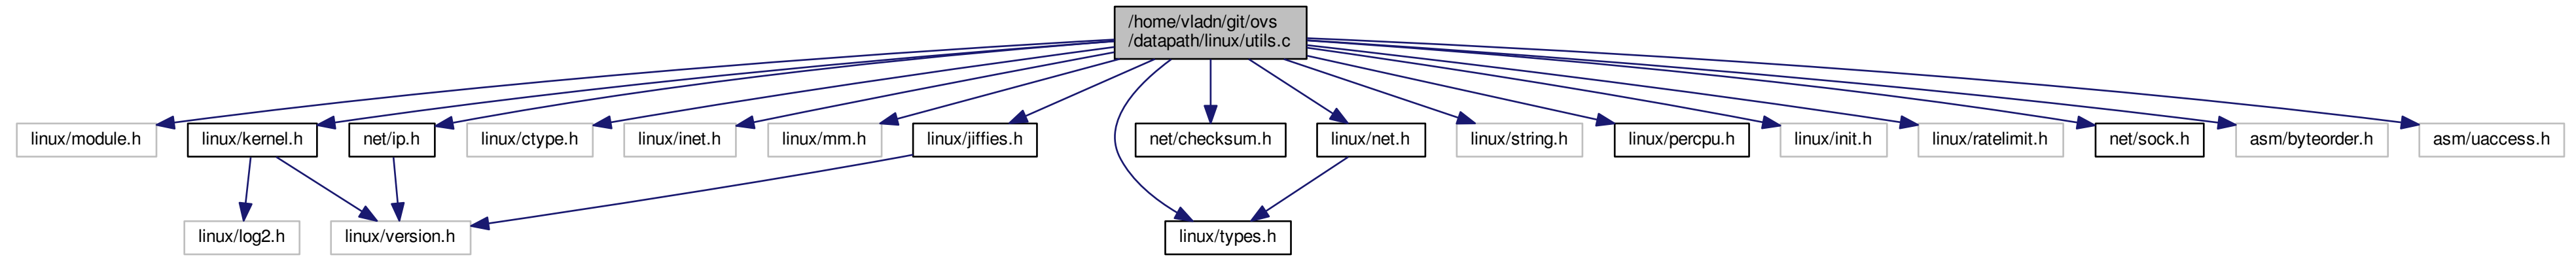 /home/vladn/git/ovs
/datapath/linux/utils.c
linux/module.h
linux/kernel.h
net/ip.h
linux/ctype.h
linux/inet.h
linux/mm.h
linux/jiffies.h
net/checksum.h
linux/net.h
linux/string.h
linux/percpu.h
linux/init.h
linux/ratelimit.h
net/sock.h
asm/byteorder.h
asm/uaccess.h
linux/log2.h
linux/version.h
linux/types.h